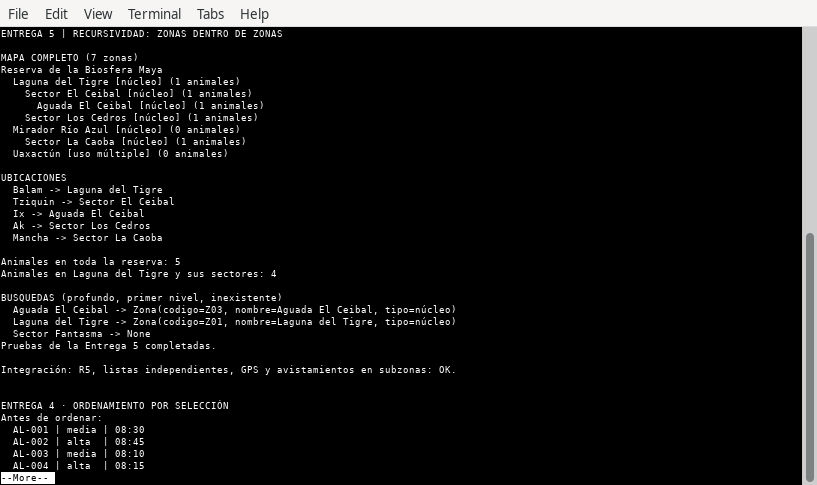 File Edit View Terminal Tabs Help
ENTREGA 5 | RECURSIVIDAD: ZONAS DENTRO DE ZONAS
MAPA COMPLETO (7 zonas)
Reserva de la Biosfera Maya
Laguna del Tigre [núcleo] (1 animales)
Sector El Ceibal [núcleo] (1 animales)
Aguada El Ceibal [núcleo] (1 animales)
Sector Los Cedros [núcleo] (1 animales)
Mirador Río Azul [núcleo] (0 animales)
Sector La Caoba [núcleo] (1 animales)
Uaxactún [uso múltiple] (0 animales)
UBICACIONES
Balam -> Laguna del Tigre
Tziquin -> Sector El Ceibal
Ix -> Aguada El Ceibal
Ak -> Sector Los Cedros
Mancha -> Sector La Caoba
Animales en toda la reserva: 5
Animales en Laguna del Tigre y sus sectores: 4
BUSQUEDAS (profundo, primer nivel, inexistente)
Aguada El Ceibal -> Zona(codigo=Z03, nombre=Aguada El Ceibal, tipo=núcleo)
Laguna del Tigre -> Zona(codigo=Z01, nombre=Laguna del Tigre, tipo=núcleo)
Sector Fantasma -> None
Pruebas de la Entrega 5 completadas.
Integración: R5, listas independientes, GPS y avistamientos en subzonas: OK.
ENTREGA 4 · ORDENAMIENTO POR SELECCIÓN
Antes de ordenar:
AL-001 | media | 08:30
AL-002 | alta | 08:45
AL-003 | media | 08:10
AL-004 | alta | 08:15
--More--